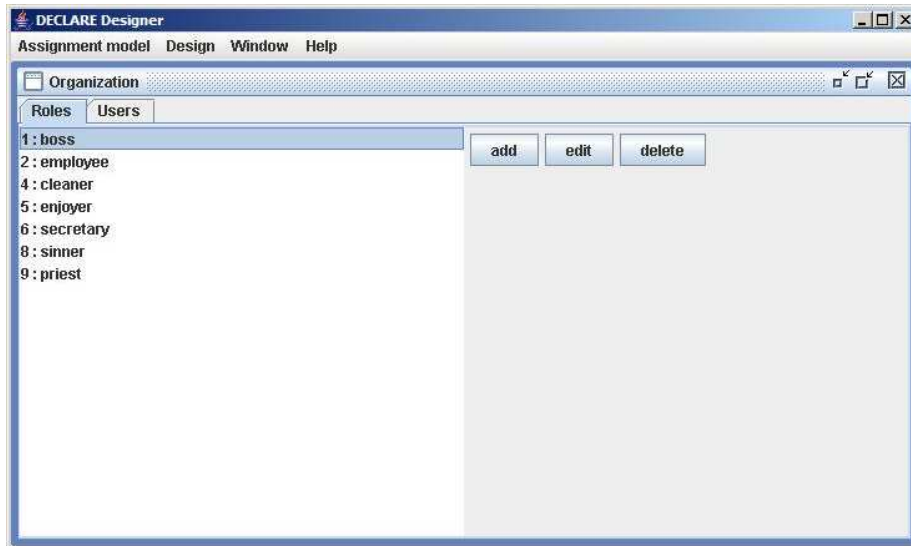 DECLARE Designer
Assignment model Design Window Help
Organization
Roles Users
1 : boss
2 : employee
4 : cleaner
5 : enjoyer
6 : secretary
8 : sinner
9 : priest
add edit delete